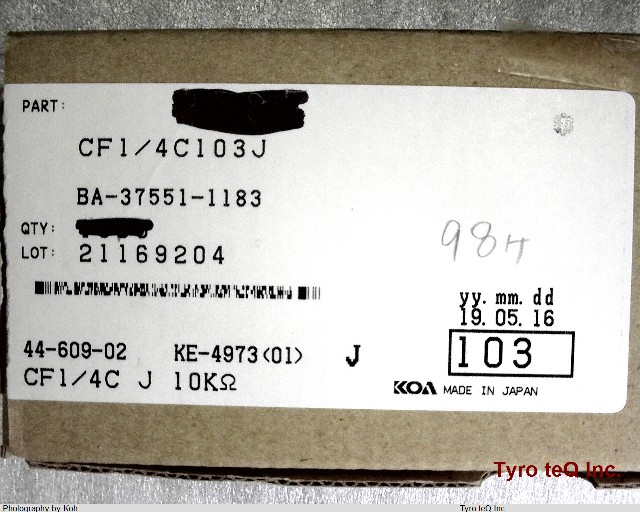 PART:
CF1/4C103J
BA-37551-1183
QTY:
LOT: 21169204
984
yy. mm. dd
19. 05. 16
44-609-02 KE-4973<01> J
103
CF1/4C J 10KΩ
KOA MADE IN JAPAN
Tyro teQ Inc.
Photography by Koh
Tyro teQ Inc.